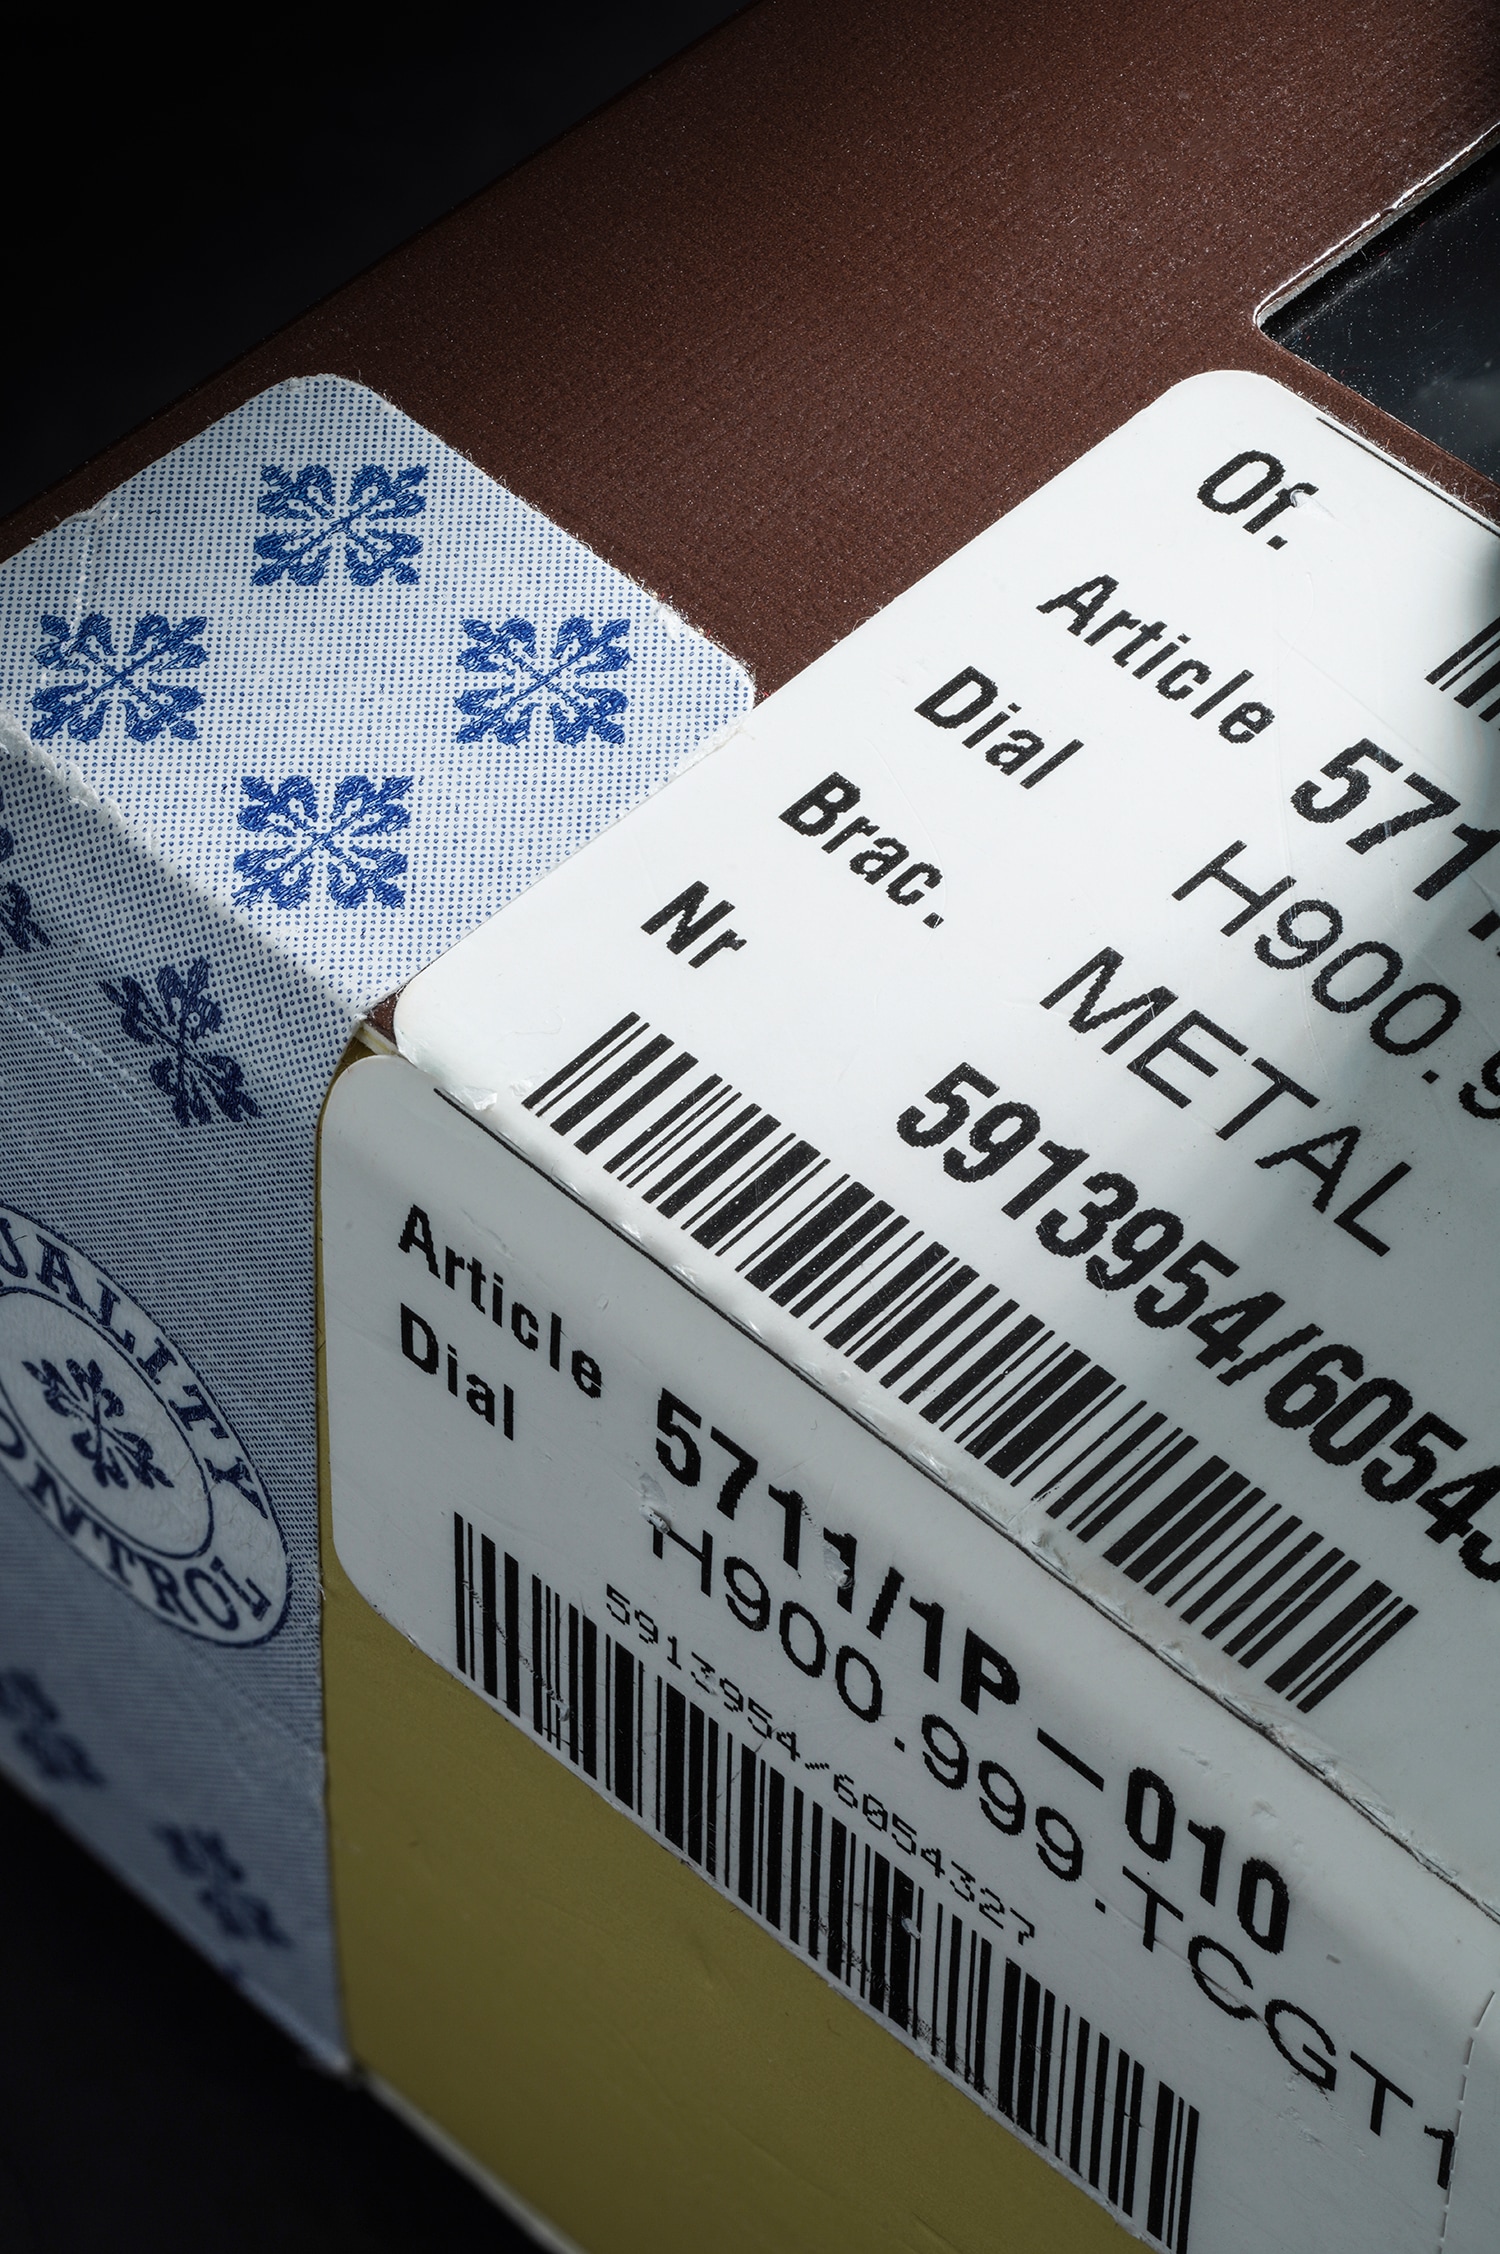 Of.
Article 571
Dial H900.9
Brac. METAL
Nr 5913954/6054
QUALITY CONTROL
Article 5711/1P-010
Dial H900.999.TCGT1
5913954/6054327